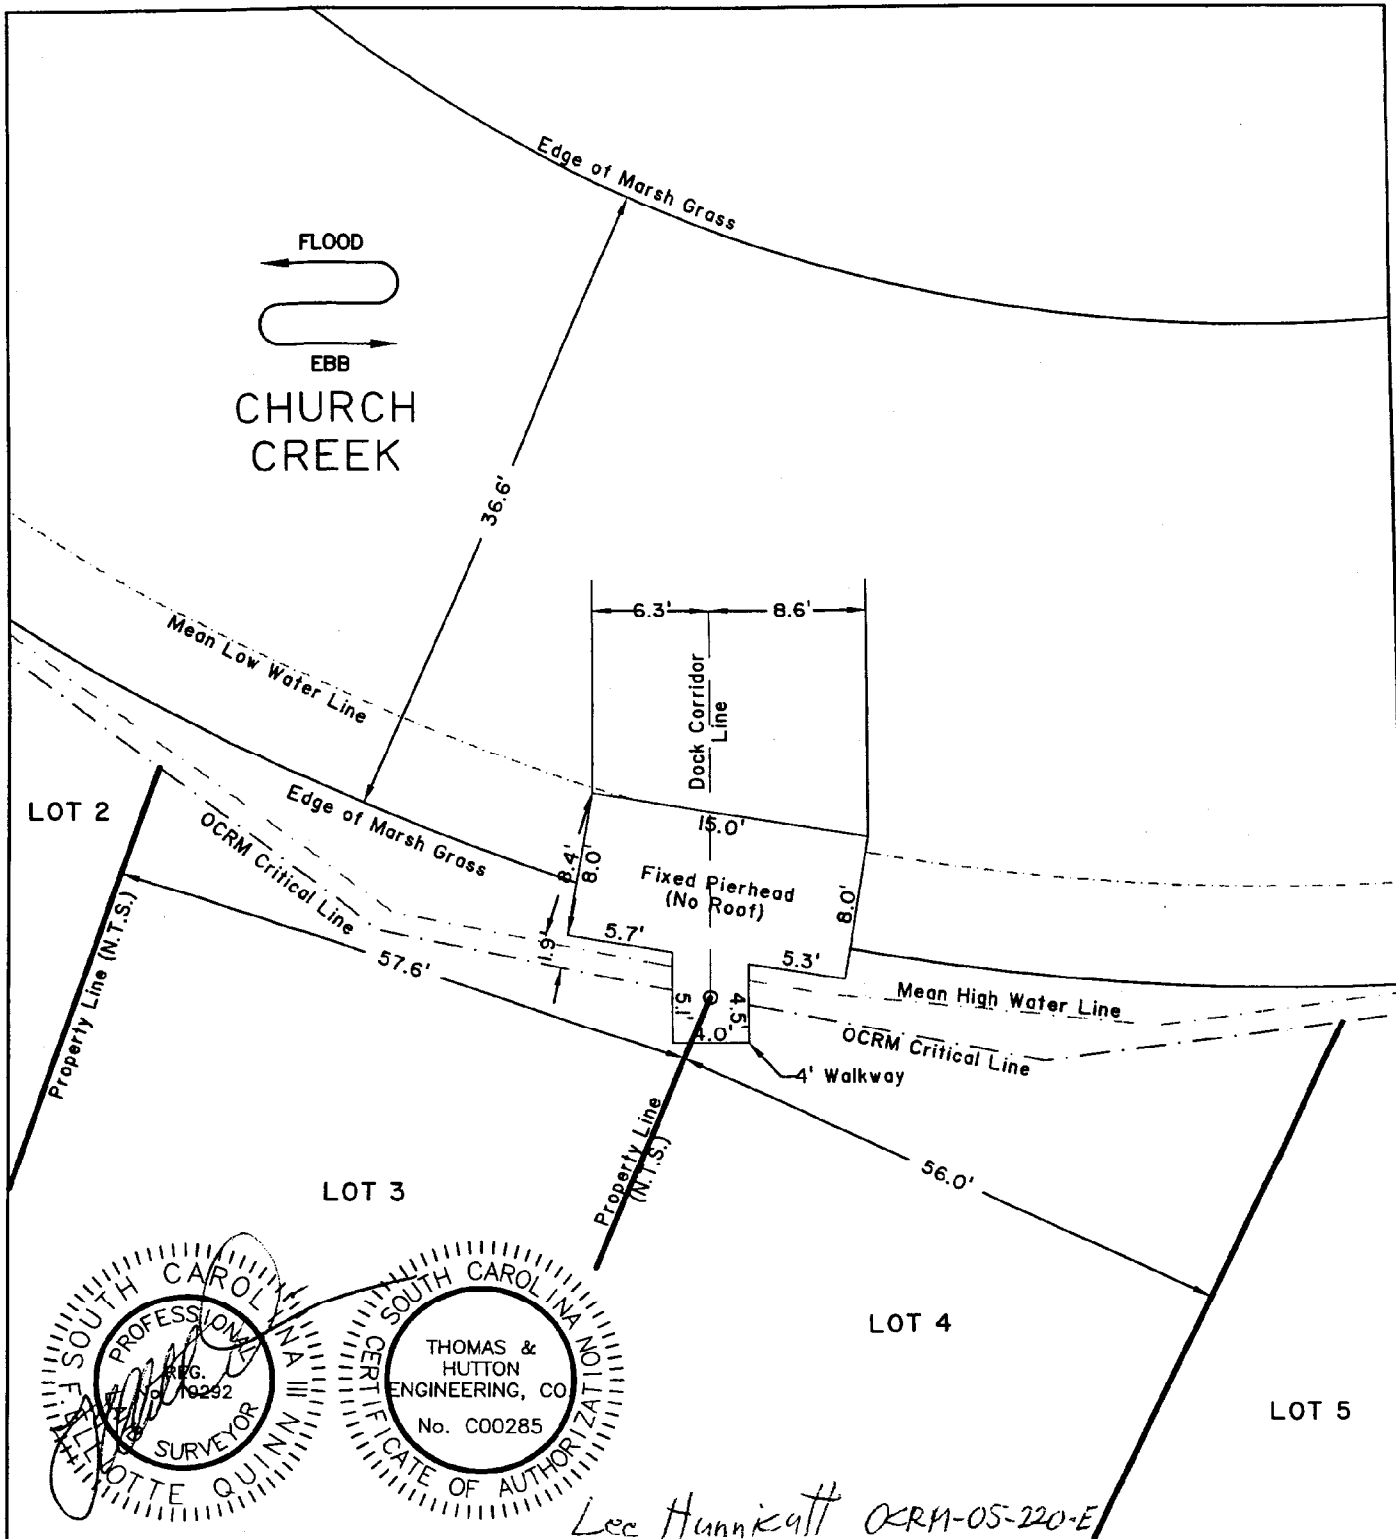 Edge of Marsh Grass
FLOOD
EBB
CHURCH
CREEK
36.6'
6.3'
8.6'
Mean Low Water Line
Dock Corridor
Line
15.0'
LOT 2
Edge of Marsh Grass
OCRM Critical Line
8.4'
8.0'
Fixed Pierhead
(No Roof)
8.0'
Property Line (N.T.S.)
57.6'
1.9'
5.7'
5.3'
5.1'
4.5'
4.0'
Mean High Water Line
OCRM Critical Line
4' Walkway
Property Line
(N.T.S.)
56.0'
LOT 3
LOT 4
LOT 5
SOUTH CAROLINA
PROFESSIONAL
REG.
No. 19292
SURVEYOR
F. ELLIOTTE QUINN III
SOUTH CAROLINA
THOMAS &
HUTTON
ENGINEERING, CO.
No. C00285
CERTIFICATE OF AUTHORIZATION
Lee Hunnicutt OCRM-05-220-E